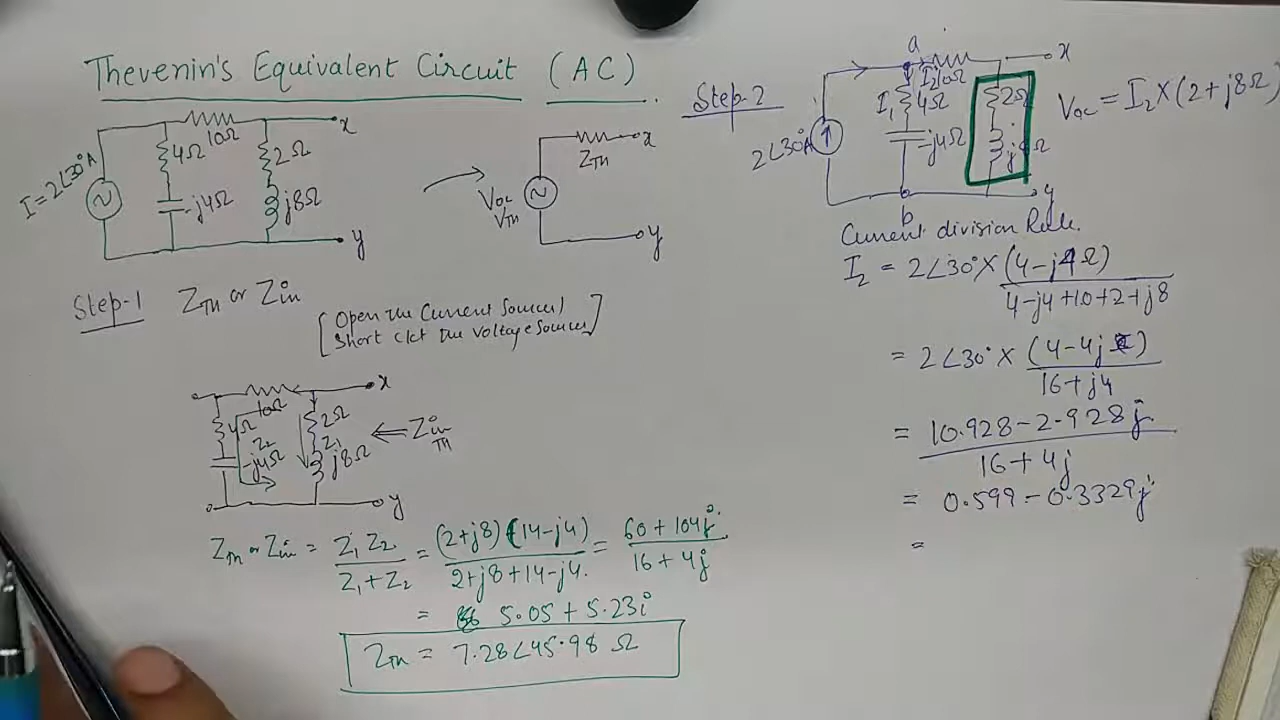 Thevenin's Equivalent Circuit (AC)
I = 2∠30°A
4Ω
10Ω
-j4Ω
2Ω
j8Ω
x
y
Voc
VTH
ZTH
x
y
Step-1 ZTH or Zin
[Open the Current Sources/
Short Ckt the Voltage Sources]
4Ω
10Ω
Z2
-j4Ω
2Ω
Z1
j8Ω
x
y
⇐ Zin
TH
ZTH or Zin = Z1 Z2 / Z1 + Z2 = (2+j8)(14-j4) / 2+j8+14-j4. = 60 + 104j / 16 + 4j
= 5.05 + 5.23i
ZTH = 7.28∠45.98 Ω
Step-2
2∠30°A
a
I2
10Ω
I1
4Ω
-j4Ω
b
2Ω
j8Ω
x
y
Voc = I2 × (2+j8Ω)
Current division Rule.
I2 = 2∠30° × (4-j4Ω) / 4-j4+10+2+j8
= 2∠30° × (4-4j) / 16+j4
= 10.928-2.928j / 16+4j
= 0.599-0.3329j
=